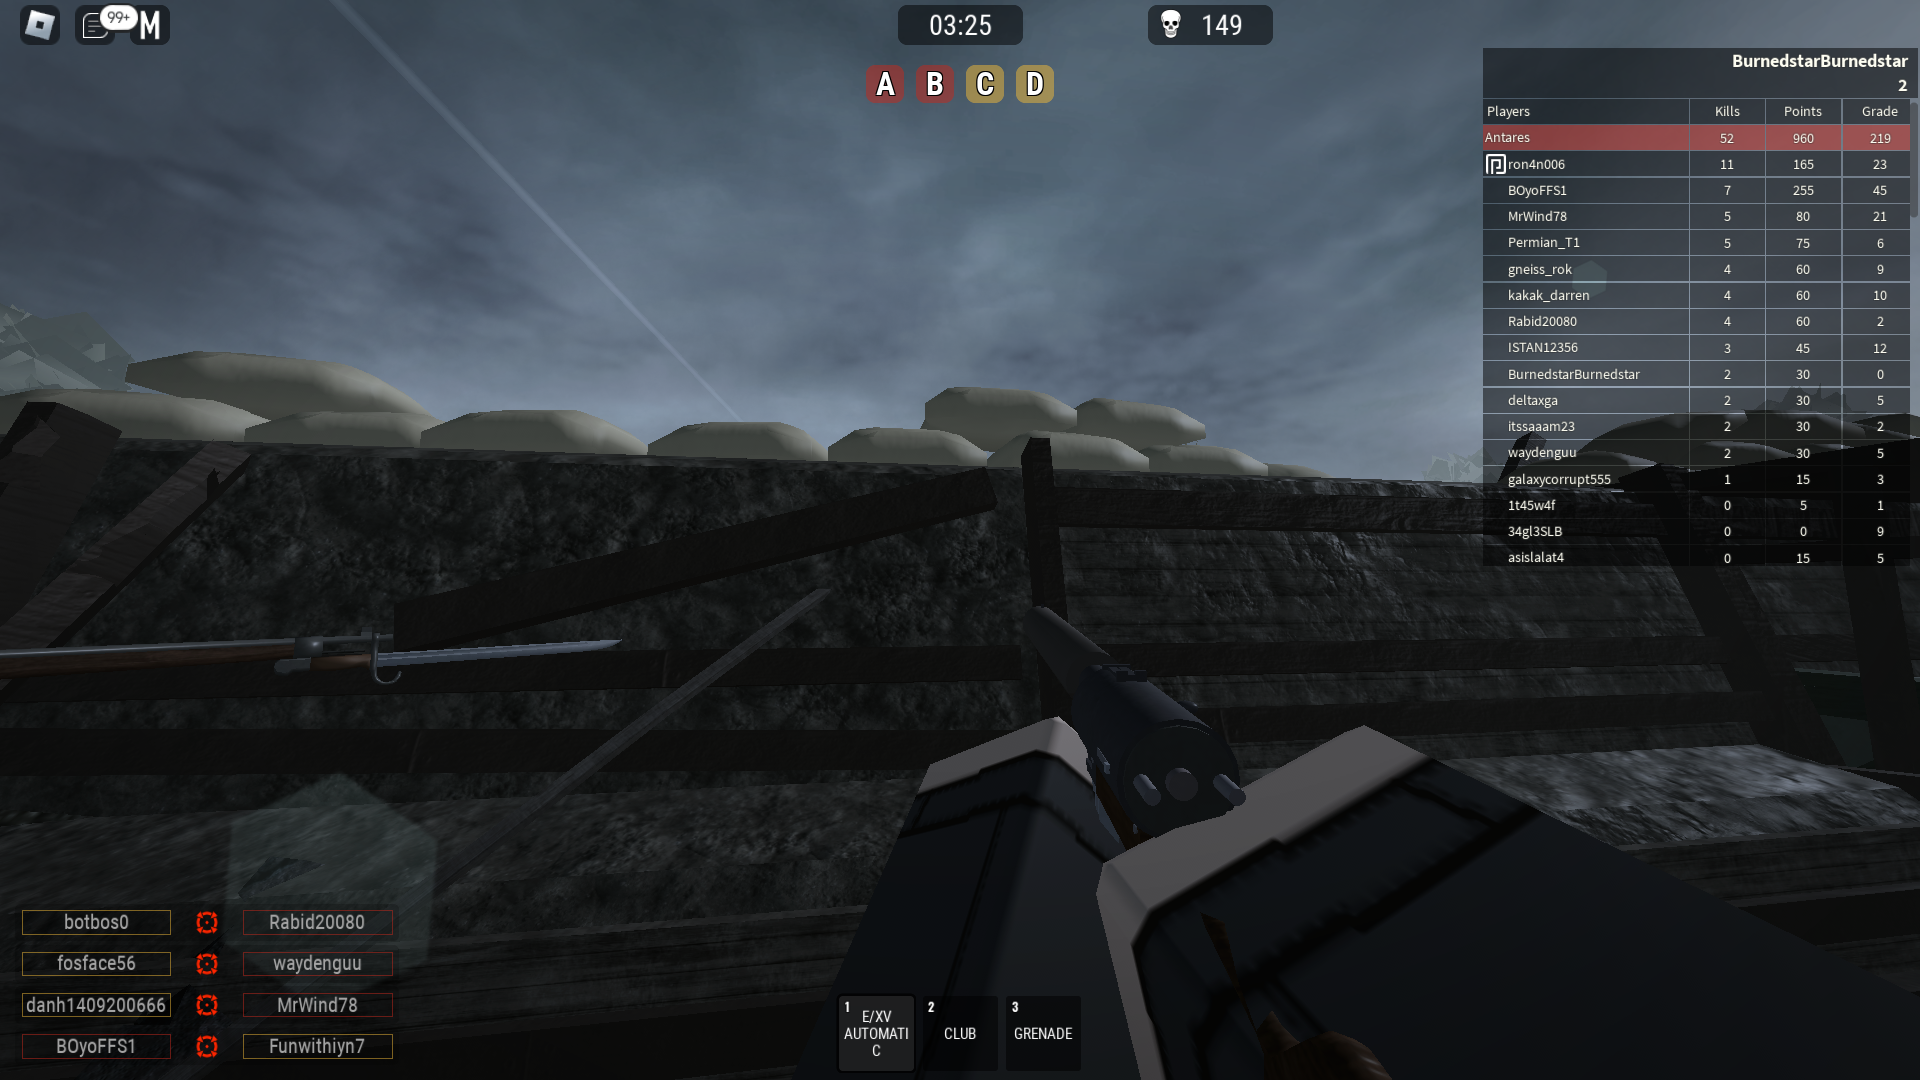 99+
M
03:25
149
A B C D
BurnedstarBurnedstar
2
Players Kills Points Grade
Antares 52 960 219
ron4n006 11 165 23
BOyoFFS1 7 255 45
MrWind78 5 80 21
Permian_T1 5 75 6
gneiss_rok 4 60 9
kakak_darren 4 60 10
Rabid20080 4 60 2
ISTAN12356 3 45 12
BurnedstarBurnedstar 2 30 0
deltaxga 2 30 5
itssaaam23 2 30 2
waydenguu 2 30 5
galaxycorrupt555 1 15 3
1t45w4f 0 5 1
34gl3SLB 0 0 9
asislalat4 0 15 5
botbos0 Rabid20080
fosface56 waydenguu
danh1409200666 MrWind78
BOyoFFS1 Funwithiyn7
1
E/XV
AUTOMATI
C
2
CLUB
3
GRENADE